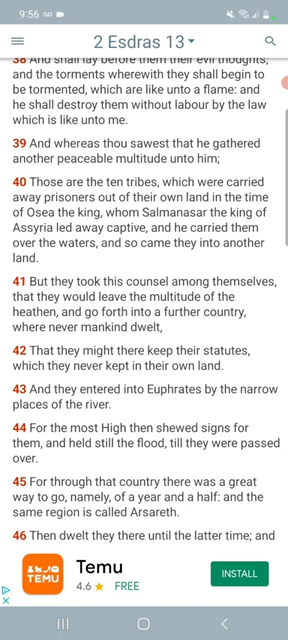 9:56
2 Esdras 13
38 And shall lay before them their evil thoughts,
and the torments wherewith they shall begin to
be tormented, which are like unto a flame: and
he shall destroy them without labour by the law
which is like unto me.
39 And whereas thou sawest that he gathered
another peaceable multitude unto him;
40 Those are the ten tribes, which were carried
away prisoners out of their own land in the time
of Osea the king, whom Salmanasar the king of
Assyria led away captive, and he carried them
over the waters, and so came they into another
land.
41 But they took this counsel among themselves,
that they would leave the multitude of the
heathen, and go forth into a further country,
where never mankind dwelt,
42 That they might there keep their statutes,
which they never kept in their own land.
43 And they entered into Euphrates by the narrow
places of the river.
44 For the most High then shewed signs for
them, and held still the flood, till they were passed
over.
45 For through that country there was a great
way to go, namely, of a year and a half: and the
same region is called Arsareth.
46 Then dwelt they there until the latter time; and
TEMU
Temu
4.6 ★ FREE
INSTALL